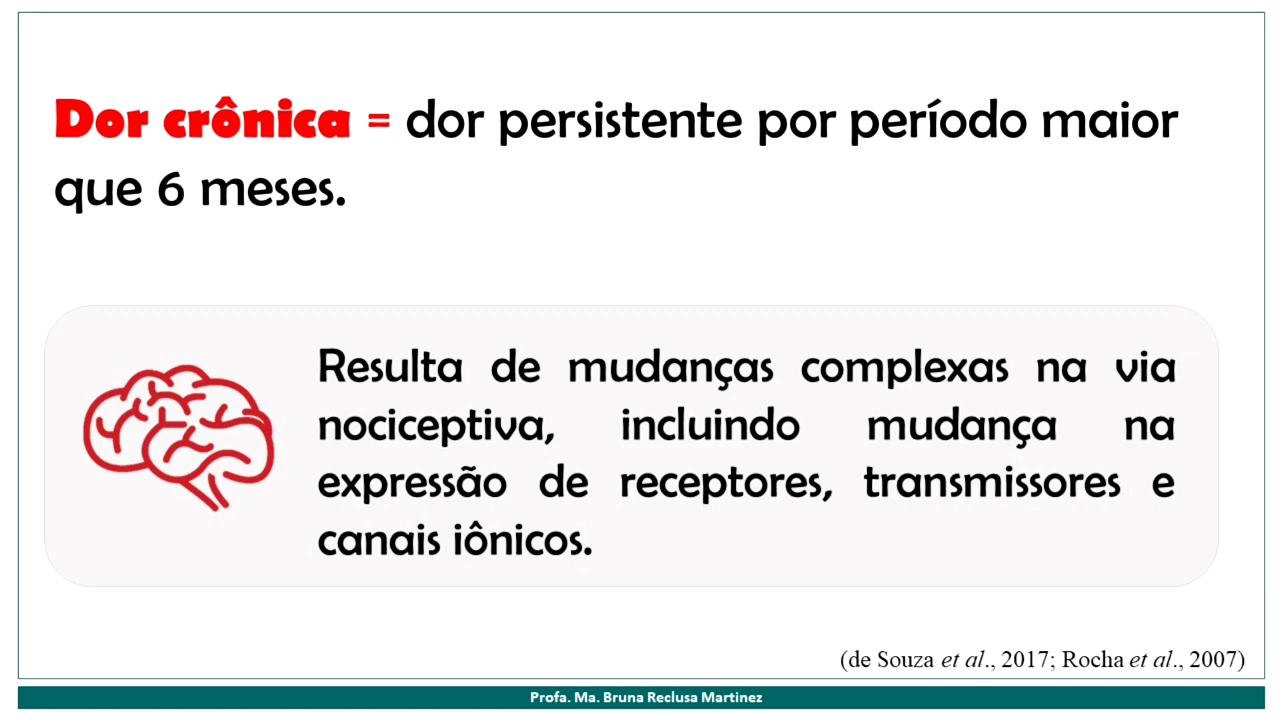 Dor crônica = dor persistente por período maior
que 6 meses.
Resulta de mudanças complexas na via
nociceptiva, incluindo mudança na
expressão de receptores, transmissores e
canais iônicos.
(de Souza et al., 2017; Rocha et al., 2007)
Profa. Ma. Bruna Reclusa Martinez